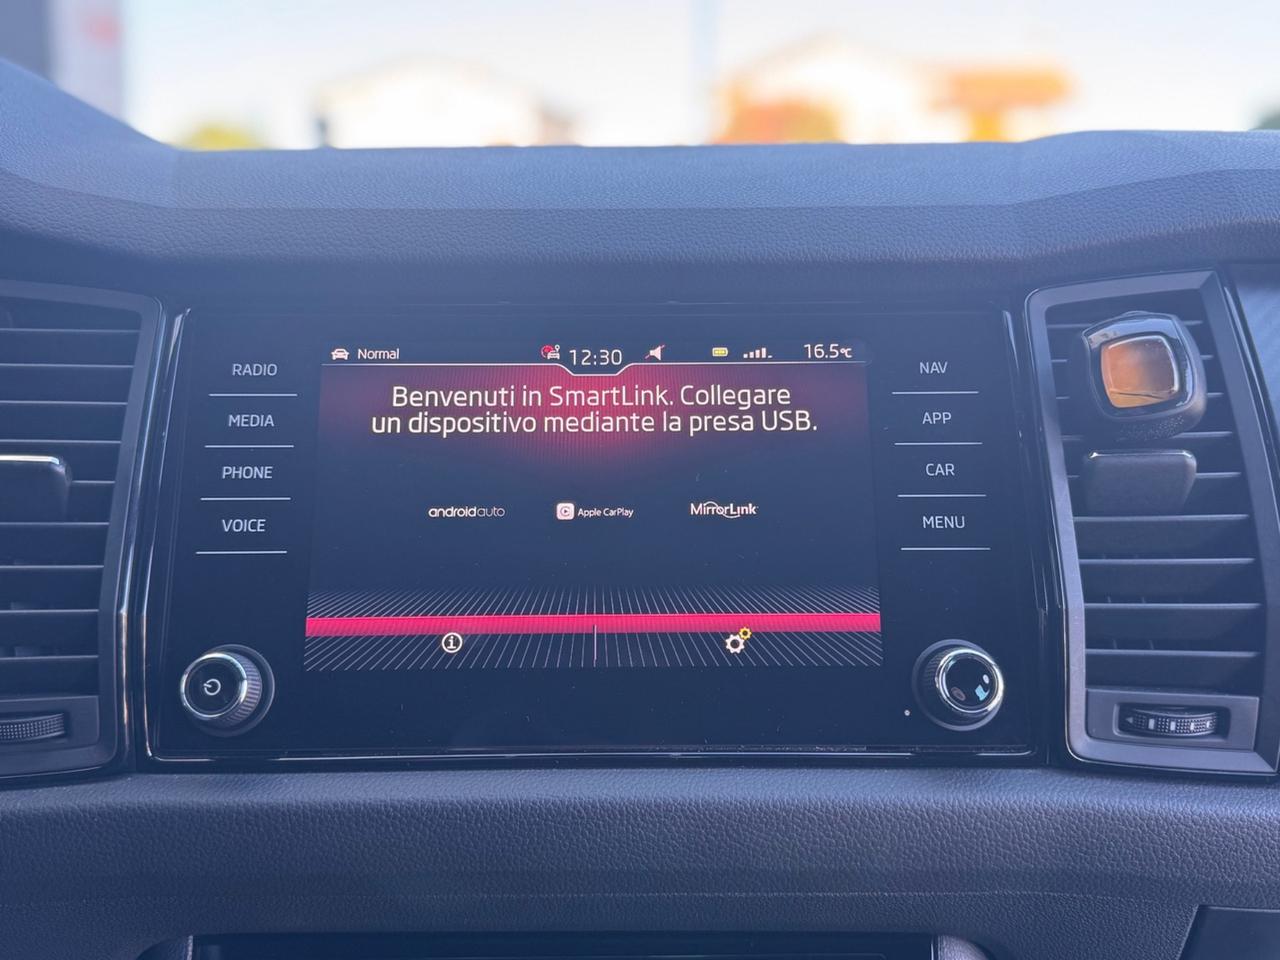 Normal
12:30
16.5°C
RADIO
MEDIA
PHONE
VOICE
Benvenuti in SmartLink. Collegare
un dispositivo mediante la presa USB.
androidauto
Apple CarPlay
MirrorLink
NAV
APP
CAR
MENU